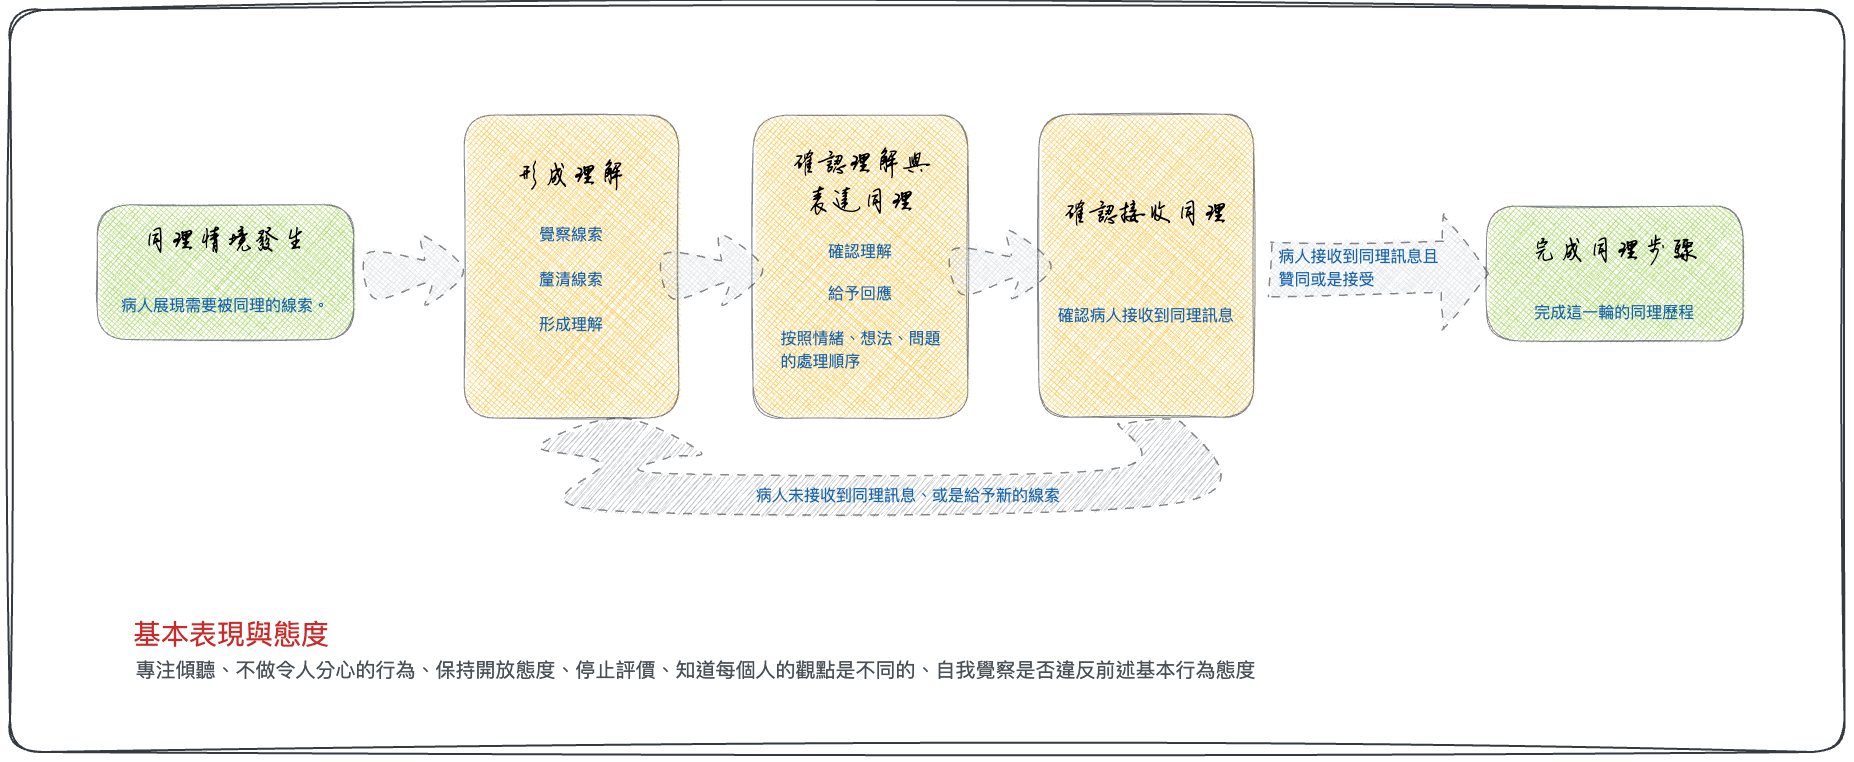 同理情境發生
病人展現需要被同理的線索。
形成理解
覺察線索
釐清線索
形成理解
確認理解與
表達同理
確認理解
給予回應
按照情緒、想法、問題
的處理順序
確認接收同理
確認病人接收到同理訊息
病人接收到同理訊息且
贊同或是接受
完成同理步驟
完成這一輪的同理歷程
病人未接收到同理訊息、或是給予新的線索
基本表現與態度
專注傾聽、不做令人分心的行為、保持開放態度、停止評價、知道每個人的觀點是不同的、自我覺察是否違反前述基本行為態度